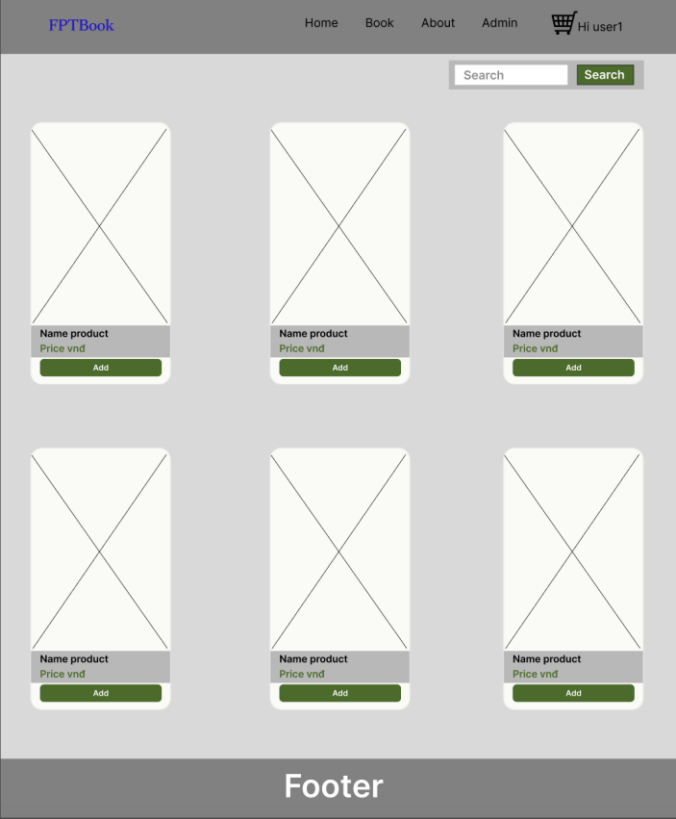 FPTBook
Home Book About Admin Hi user1
Search Search
Name product Name product Name product
Price vnđ Price vnđ Price vnđ
Add Add Add
Name product Name product Name product
Price vnđ Price vnđ Price vnđ
Add Add Add
Footer